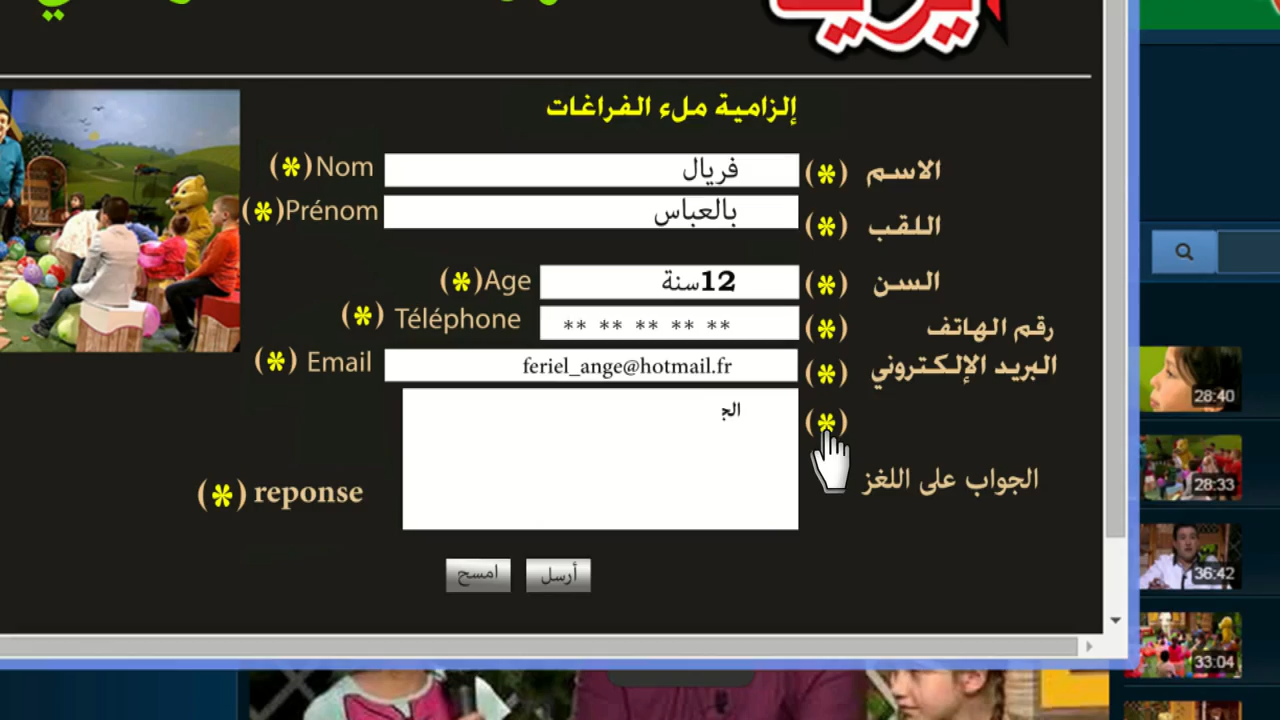 إلزامية ملء الفراغات
الاسم (*) فريال Nom(*)
اللقب (*) بالعباس Prénom(*)
السن (*) 12سنة Age(*)
رقم الهاتف (*) ** ** ** ** ** Téléphone (*)
البريد الإلكتروني (*) feriel_ange@hotmail.fr Email (*)
(*) الج
الجواب على اللغز reponse (*)
أرسل امسح
28:40
28:33
36:42
33:04